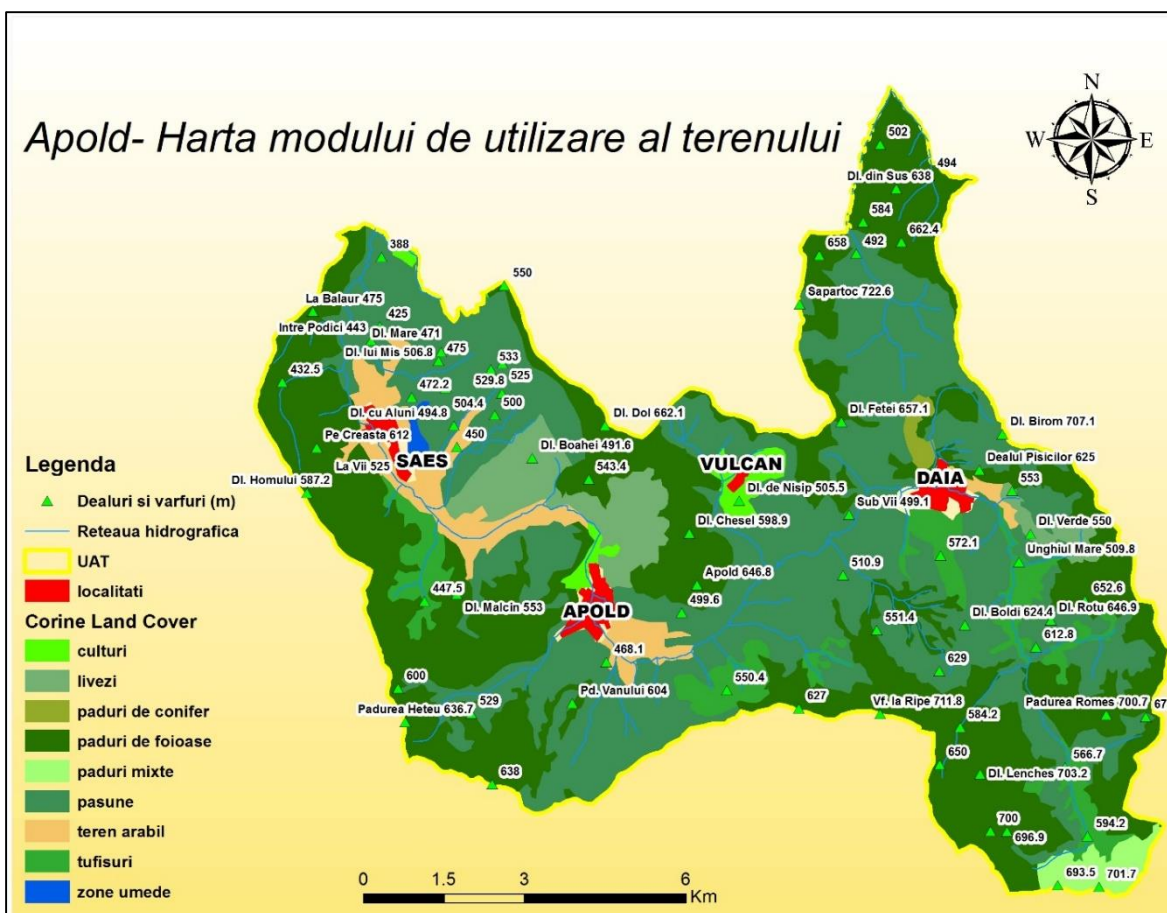 Apold- Harta modului de utilizare al terenului
N
W
E
S
502
494
Dl. din Sus 638
584
662.4
658
492
388
550
Sapartoc 722.6
La Balaur 475
425
Intre Podici 443
Dl. Mare 471
Dl. lui Mis 506.8
475
533
432.5
529.8
525
472.2
504.4
500
Dl. cu Aluni 494.8
Dl. Dol 662.1
Dl. Fetei 657.1
Dl. Birom 707.1
Pe Creasta 612
450
Dl. Boahei 491.6
La Vii 525
SAES
543.4
VULCAN
Dealul Pisicilor 625
DAIA
553
Dl. Homului 587.2
Dl. de Nisip 505.5
Sub Vii 499.1
Dl. Chesel 598.9
Dl. Verde 550
572.1
Unghiul Mare 509.8
Apold 646.8
510.9
652.6
447.5
Dl. Malcin 553
APOLD
499.6
Dl. Boldi 624.4
Dl. Rotu 646.9
551.4
612.8
468.1
629
600
Pd. Vanului 604
550.4
Padurea Heteu 636.7
529
627
Vf. la Ripe 711.8
Padurea Romes 700.7
67
584.2
650
566.7
638
Dl. Lenches 703.2
700
696.9
594.2
693.5
701.7
Legenda
Dealuri si varfuri (m)
Reteaua hidrografica
UAT
localitati
Corine Land Cover
culturi
livezi
paduri de conifer
paduri de foioase
paduri mixte
pasune
teren arabil
tufisuri
zone umede
0 1.5 3 6
Km